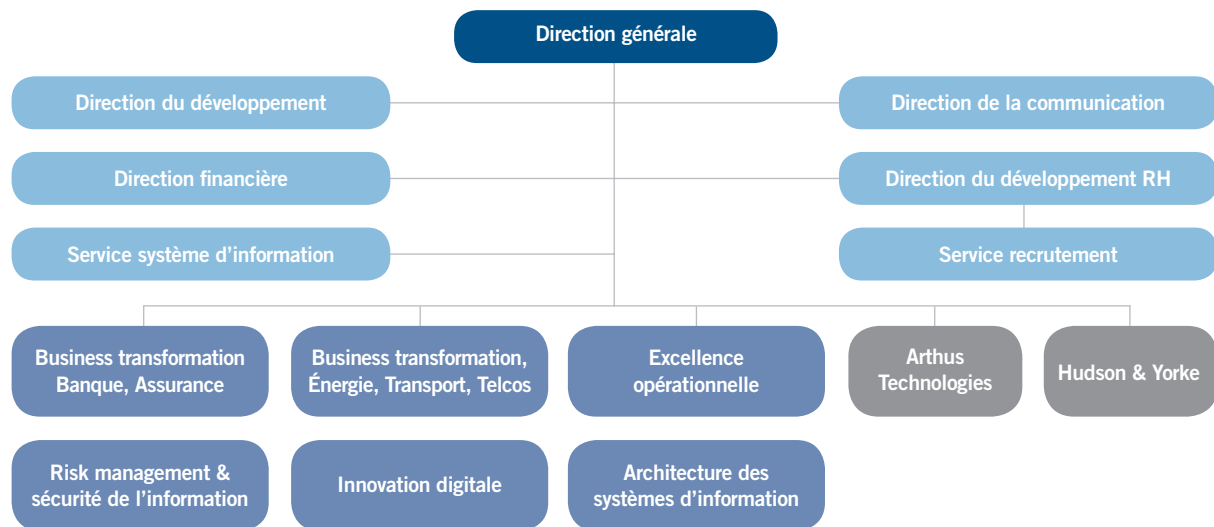 Direction générale
Direction du développement
Direction de la communication
Direction financière
Direction du développement RH
Service système d'information
Service recrutement
Business transformation
Banque, Assurance
Business transformation,
Énergie, Transport, Telcos
Excellence
opérationnelle
Arthus
Technologies
Hudson & Yorke
Risk management &
sécurité de l'information
Innovation digitale
Architecture des
systèmes d'information